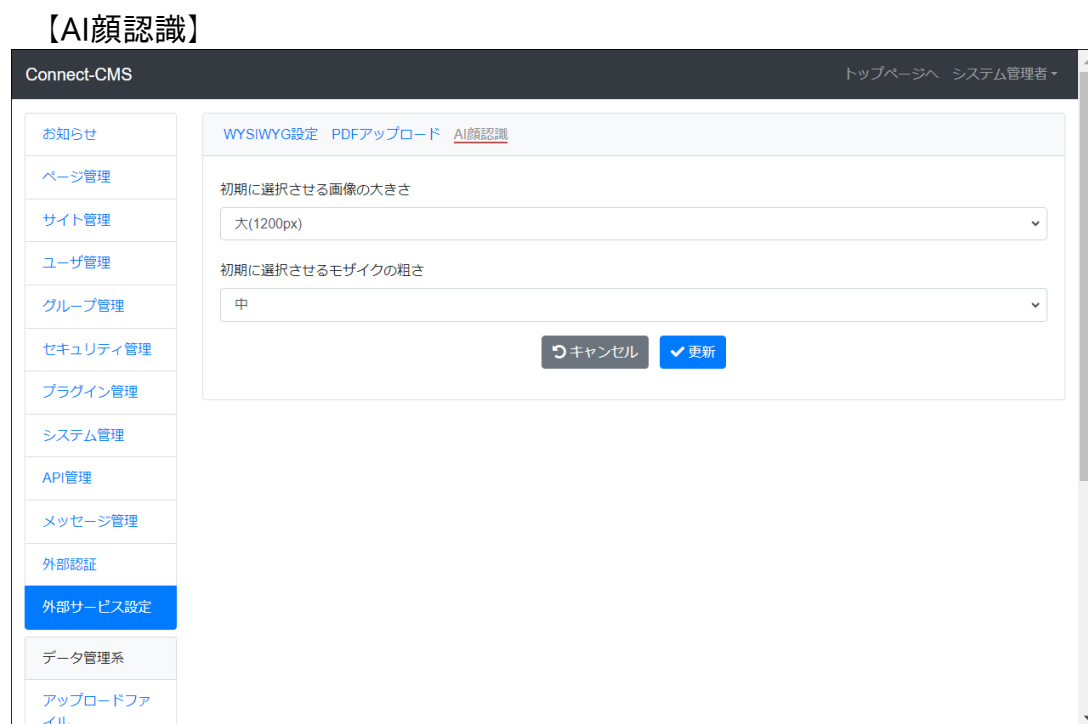 【AI顔認識】
Connect-CMS
トップページへ システム管理者
お知らせ
ページ管理
サイト管理
ユーザ管理
グループ管理
セキュリティ管理
プラグイン管理
システム管理
API管理
メッセージ管理
外部認証
外部サービス設定
データ管理系
アップロードファ
イル
WYSIWYG設定 PDFアップロード AI顔認識
初期に選択させる画像の大きさ
大(1200px)
初期に選択させるモザイクの粗さ
中
キャンセル 更新